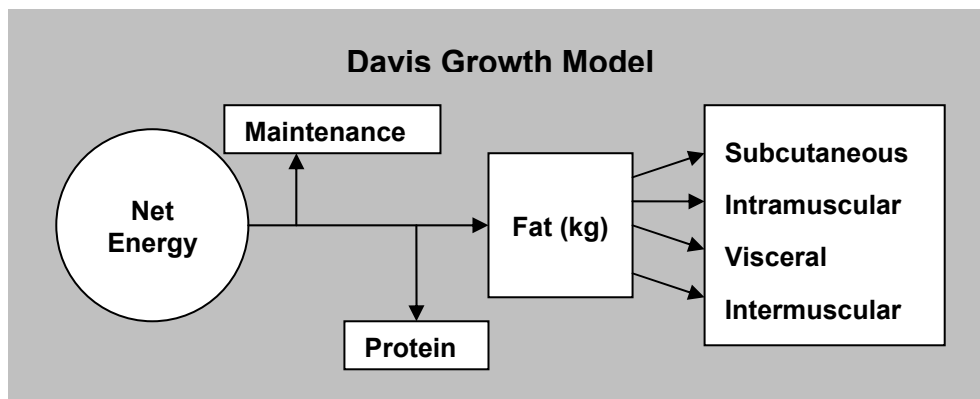 Davis Growth Model
Maintenance
Net
Energy
Protein
Fat (kg)
Subcutaneous
Intramuscular
Visceral
Intermuscular